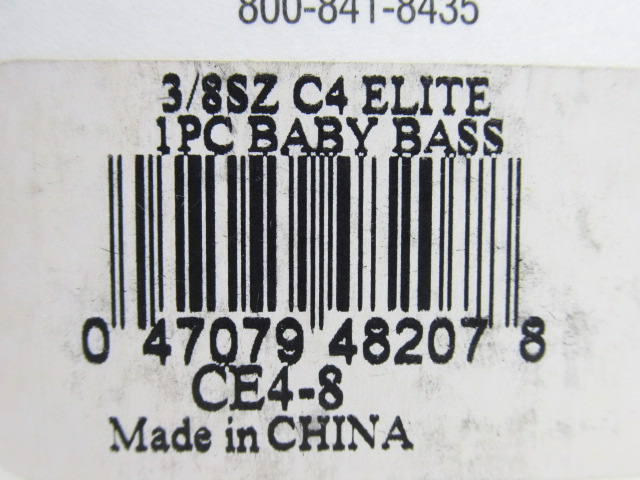 800-841-8435
3/8SZ C4 ELITE
1PC BABY BASS
0 47079 48207 8
CE4-8
Made in CHINA